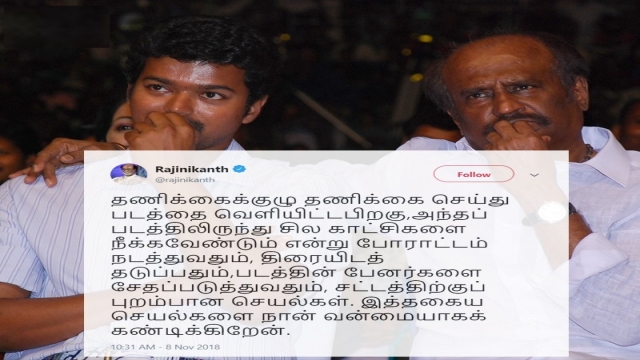 Rajinikanth
@rajinikanth
Follow
தணிக்கைக்குழு தணிக்கை செய்து
படத்தை வெளியிட்டபிறகு,அந்தப்
படத்திலிருந்து சில காட்சிகளை
நீக்கவேண்டும் என்று போராட்டம்
நடத்துவதும், திரையிடத்
தடுப்பதும்,படத்தின் பேனர்களை
சேதப்படுத்துவதும், சட்டத்திற்குப்
புறம்பான செயல்கள். இத்தகைய
செயல்களை நான் வன்மையாகக்
கண்டிக்கிறேன்.
10:31 AM - 8 Nov 2018